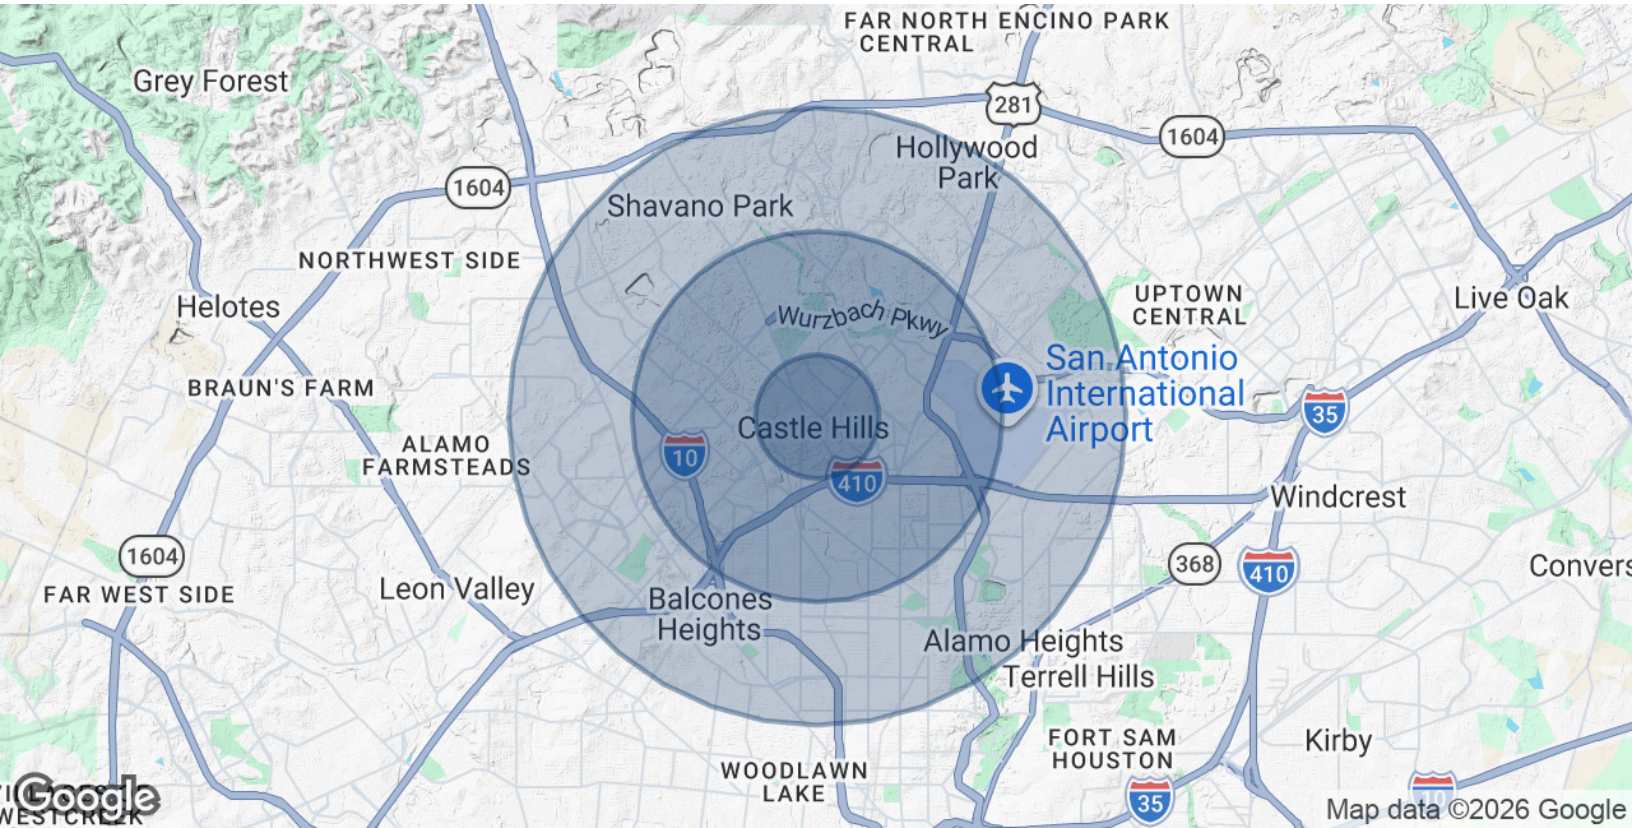 FAR NORTH
CENTRAL
ENCINO PARK
Grey Forest
281
1604
Hollywood
Park
1604
Shavano Park
NORTHWEST SIDE
Helotes
UPTOWN
CENTRAL
Live Oak
Wurzbach Pkwy
San Antonio
International
Airport
BRAUN'S FARM
35
Castle Hills
ALAMO
FARMSTEADS
10
410
Windcrest
1604
368
410
Convers
FAR WEST SIDE
Leon Valley
Balcones
Heights
Alamo Heights
Terrell Hills
FORT SAM
HOUSTON
Kirby
WOODLAWN
LAKE
35
10
Google
WESTCREEK
Map data ©2026 Google